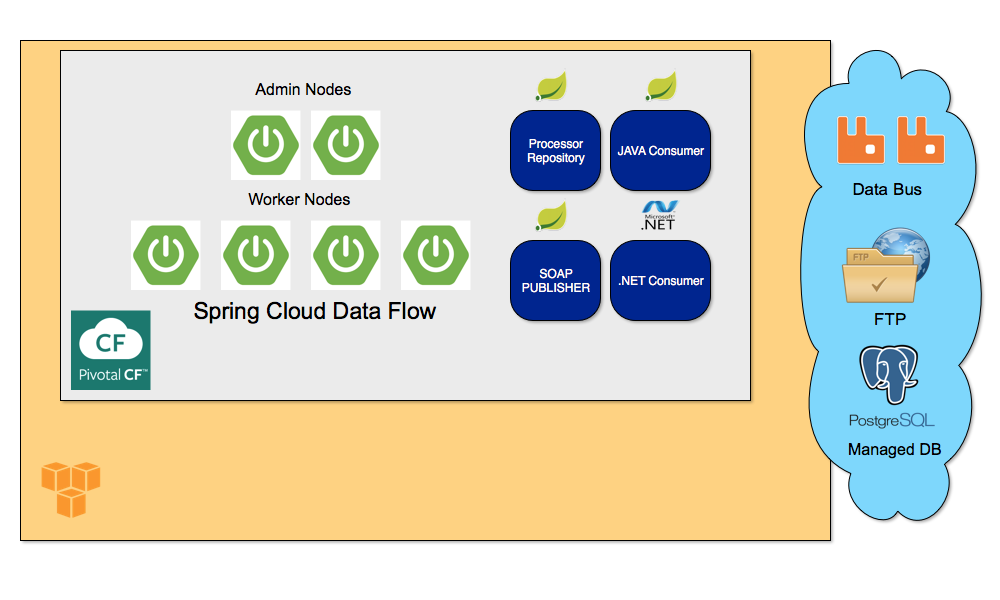 Admin Nodes
Worker Nodes
Spring Cloud Data Flow
CF
Pivotal CF™
Processor
Repository
JAVA Consumer
Microsoft®
.NET
SOAP
PUBLISHER
.NET Consumer
Data Bus
FTP
FTP
PostgreSQL
Managed DB